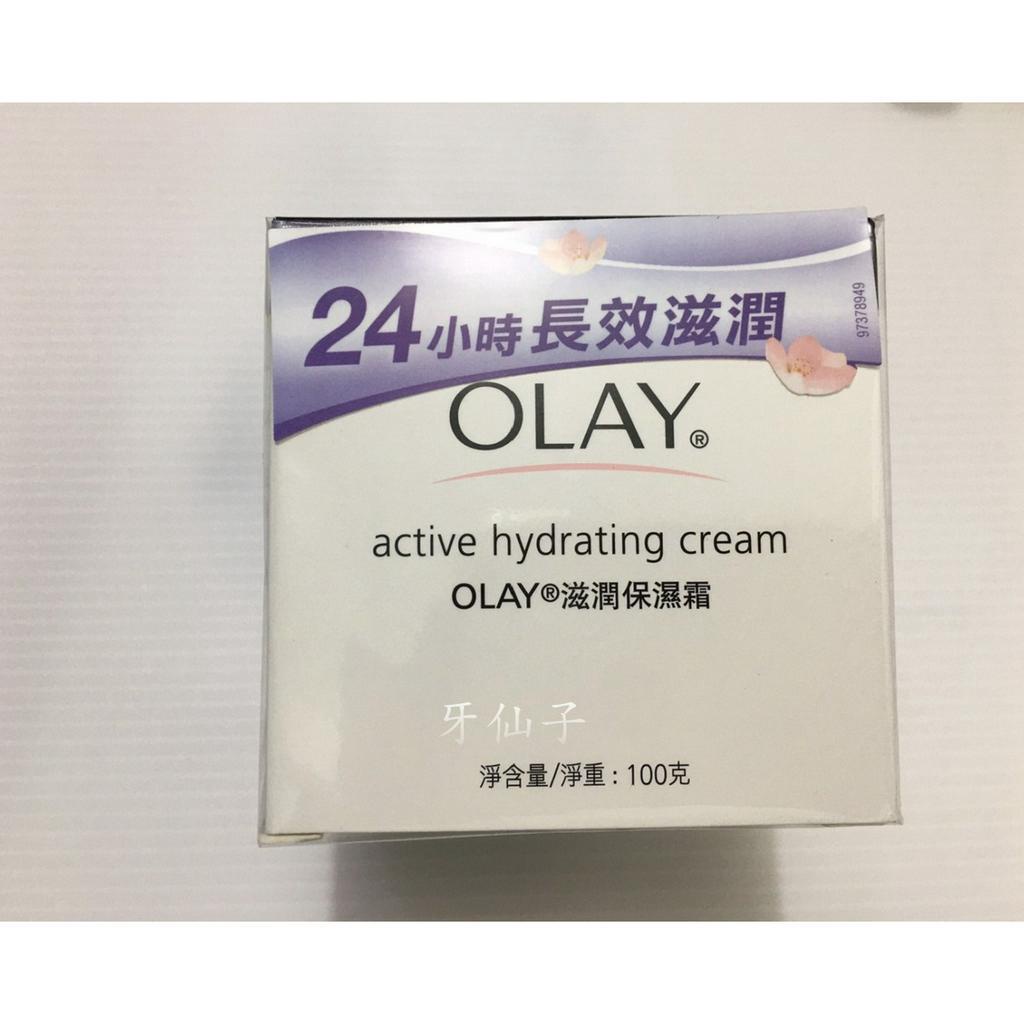 24小時長效滋潤
97378949
OLAY®
active hydrating cream
OLAY®滋潤保濕霜
牙仙子
淨含量/淨重：100克